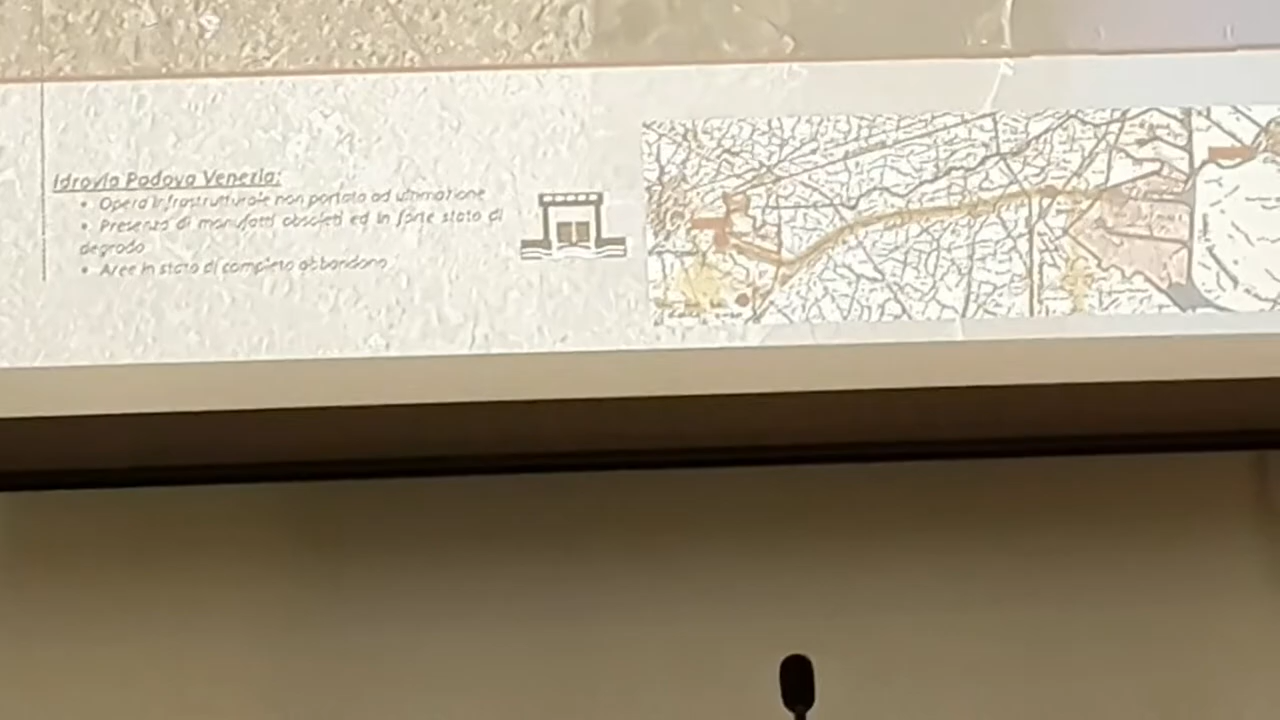 Idrovia Padova Venezia:
• Opera infrastrutturale non portata ad ultimazione
• Presenza di manufatti obsoleti ed in forte stato di
degrado
• Aree in stato di completo abbandono